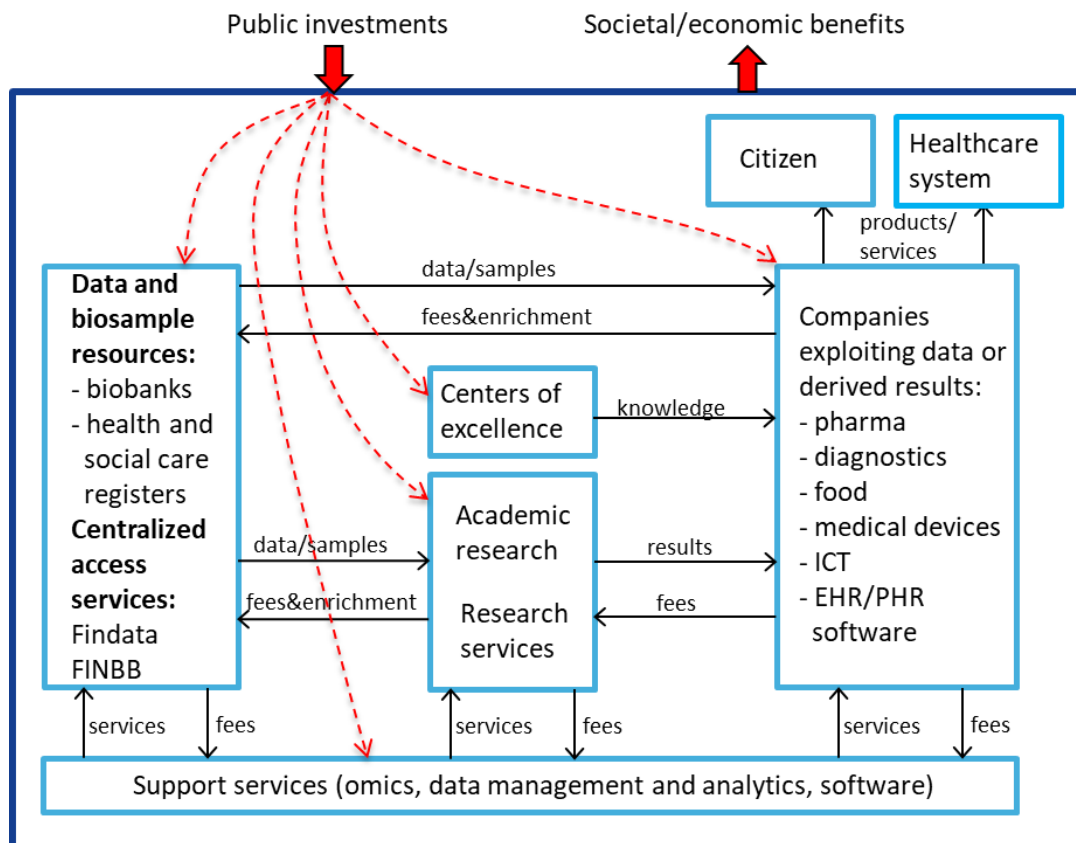 Public investments
Societal/economic benefits
Citizen
Healthcare
system
products/
services
Data and
biosample
resources:
- biobanks
- health and
social care
registers
Centralized
access
services:
Findata
FINBB
data/samples
fees&enrichment
Centers of
excellence
knowledge
Companies
exploiting data or
derived results:
- pharma
- diagnostics
- food
- medical devices
- ICT
- EHR/PHR
software
data/samples
fees&enrichment
Academic
research
Research
services
results
fees
services
fees
services
fees
services
fees
Support services (omics, data management and analytics, software)